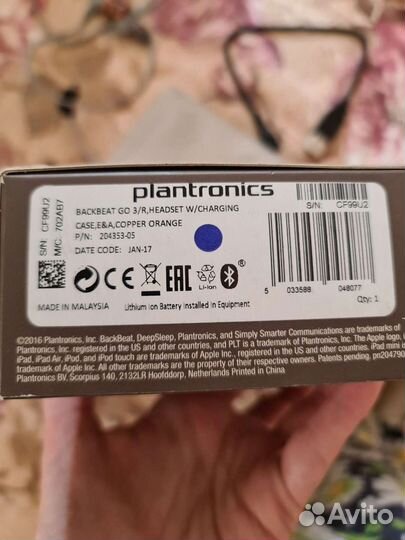 plantronics
S/N: CF99U2
M/C: 702AB7
BACKBEAT GO 3/R,HEADSET W/CHARGING
CASE,E&A,COPPER ORANGE
P/N: 204353-05
DATE CODE: JAN-17
S/N: CF99U2
EAC
Li-ion
MADE IN MALAYSIA
Lithium Ion Battery Installed In Equipment
5 033588 048077
Qty: 1
©2016 Plantronics, Inc. BackBeat, DeepSleep, Plantronics, and Simply Smarter Communications are trademarks of
Plantronics, Inc. registered in the US and other countries, and PLT is a trademark of Plantronics, Inc. The Apple logo,
iPad, iPad Air, iPod, and iPod touch are trademarks of Apple Inc., registered in the US and other countries. iPad mini is
trademark of Apple Inc. All other trademarks are the property of their respective owners. Patents pending. pn204790
Plantronics BV, Scorpius 140, 2132LR Hoofddorp, Netherlands Printed in China
Avito